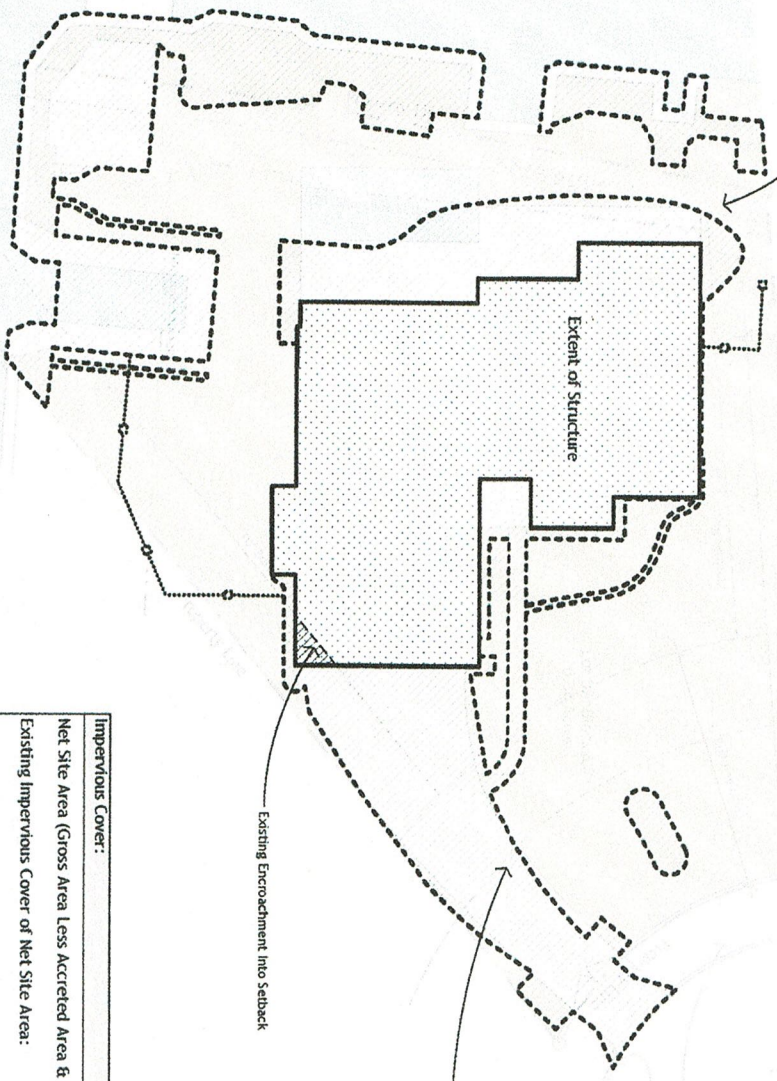 Extent of Structure
Existing Encroachment Into Setback
Impervious Cover:
Net Site Area (Gross Area Less Accreted Area &
Existing Impervious Cover of Net Site Area: